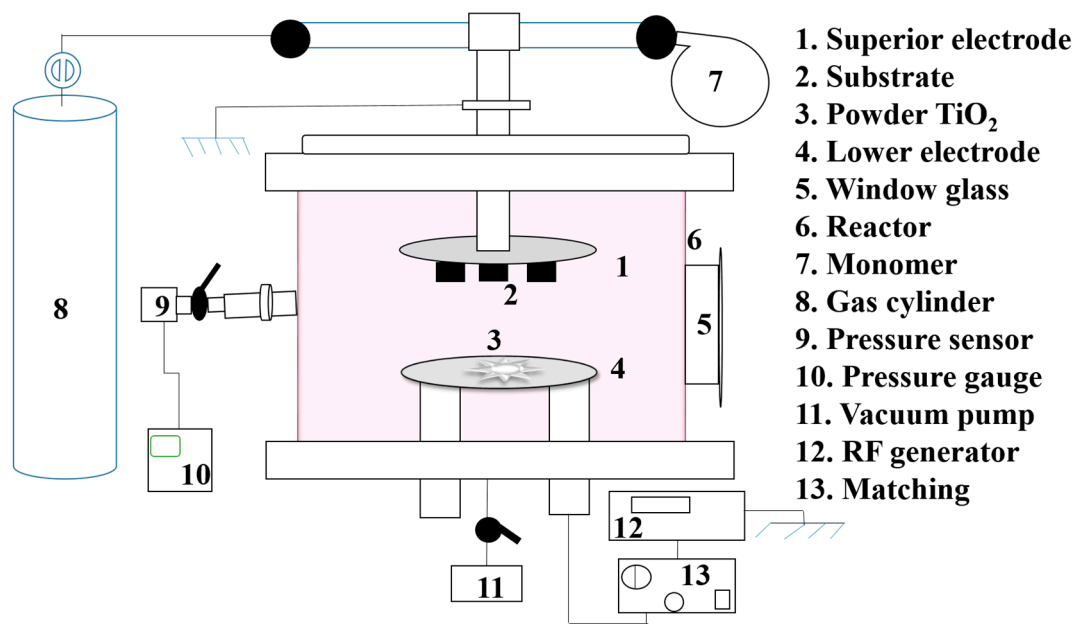 1. Superior electrode
2. Substrate
3. Powder TiO₂
4. Lower electrode
5. Window glass
6. Reactor
7. Monomer
8. Gas cylinder
9. Pressure sensor
10. Pressure gauge
11. Vacuum pump
12. RF generator
13. Matching
7
6
1
2
8
9
5
3
4
10
12
11
13